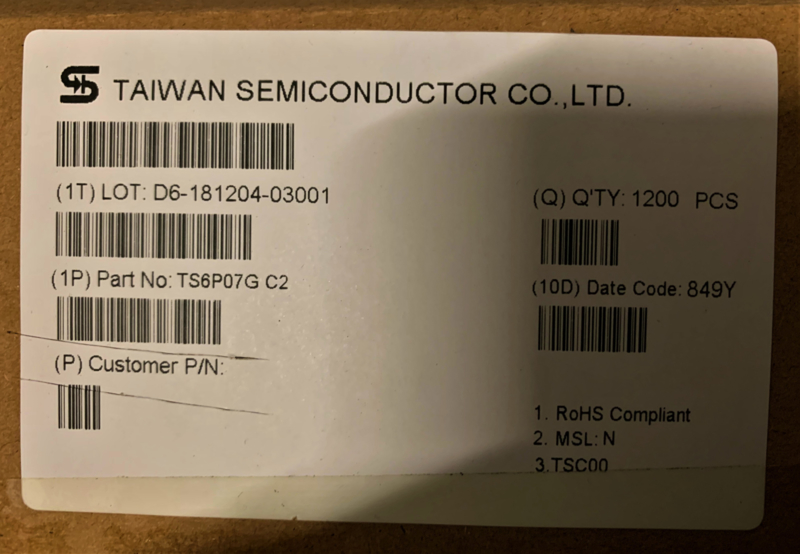 TAIWAN SEMICONDUCTOR CO.,LTD.
(1T) LOT: D6-181204-03001
(Q) Q'TY: 1200 PCS
(1P) Part No: TS6P07G C2
(10D) Date Code: 849Y
(P) Customer P/N:
1. RoHS Compliant
2. MSL: N
3.TSC00